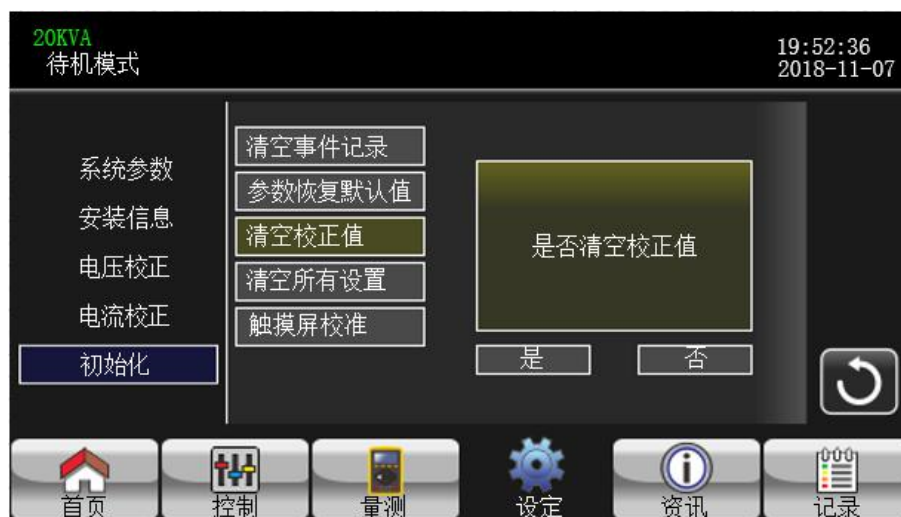 20KVA
待机模式
19:52:36
2018-11-07
系统参数
安装信息
电压校正
电流校正
初始化
清空事件记录
参数恢复默认值
清空校正值
清空所有设置
触摸屏校准
是否清空校正值
是
否
首页
控制
量测
设定
资讯
记录